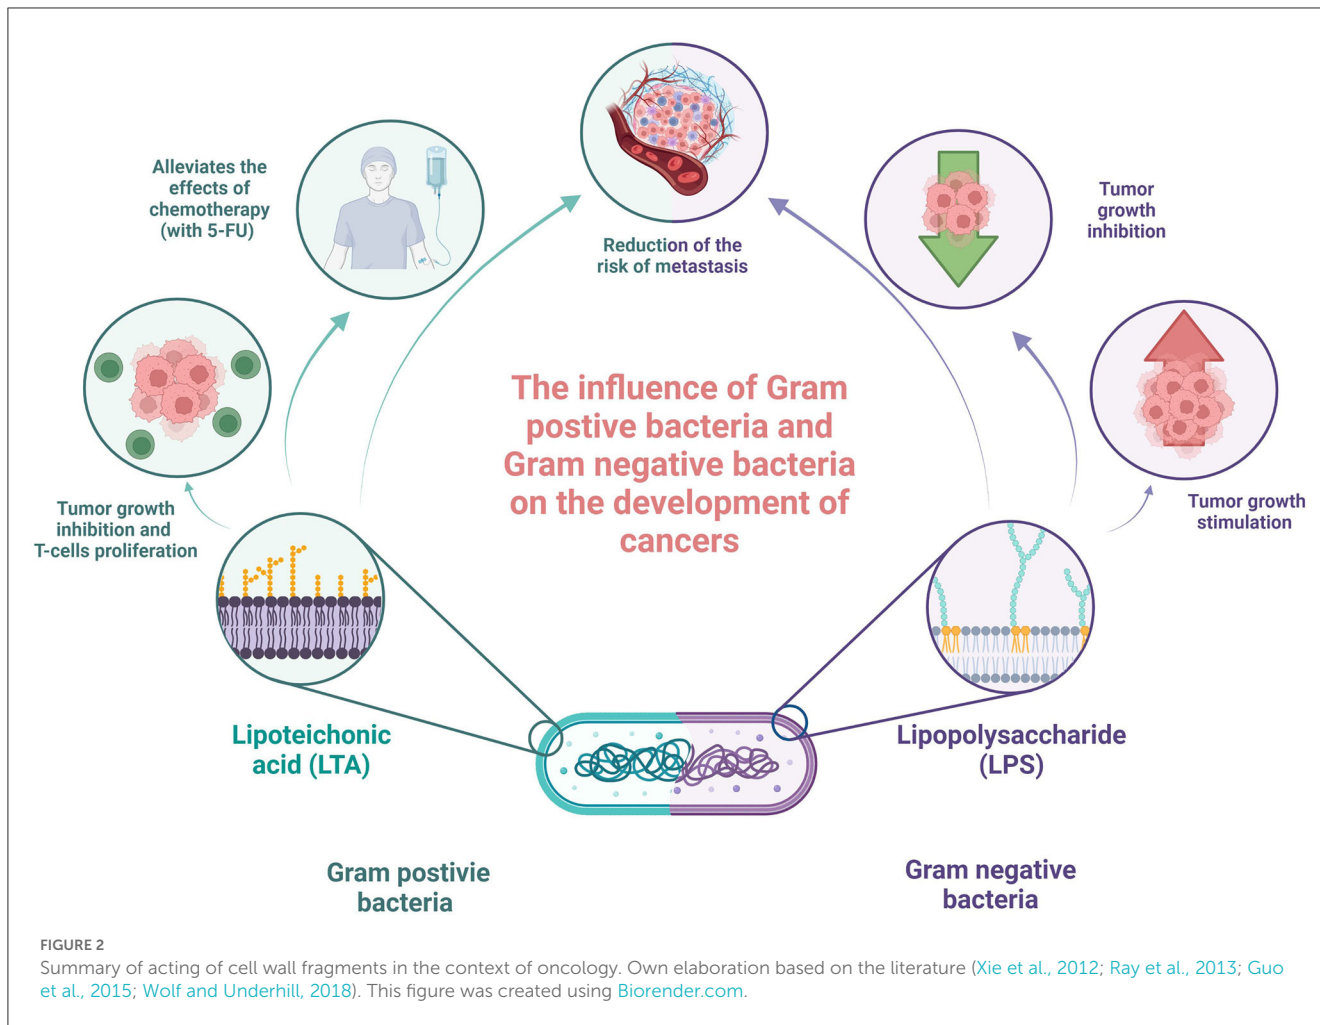 Alleviates the
effects of
chemotherapy
(with 5-FU)
Reduction of the
risk of metastasis
Tumor
growth
inhibition
Tumor growth
inhibition and
T-cells proliferation
Tumor growth
stimulation
The influence of Gram
postive bacteria and
Gram negative bacteria
on the development of
cancers
Lipoteichonic
acid (LTA)
Lipopolysaccharide
(LPS)
Gram postivie
bacteria
Gram negative
bacteria
FIGURE 2
Summary of acting of cell wall fragments in the context of oncology. Own elaboration based on the literature (Xie et al., 2012; Ray et al., 2013; Guo
et al., 2015; Wolf and Underhill, 2018). This figure was created using Biorender.com.